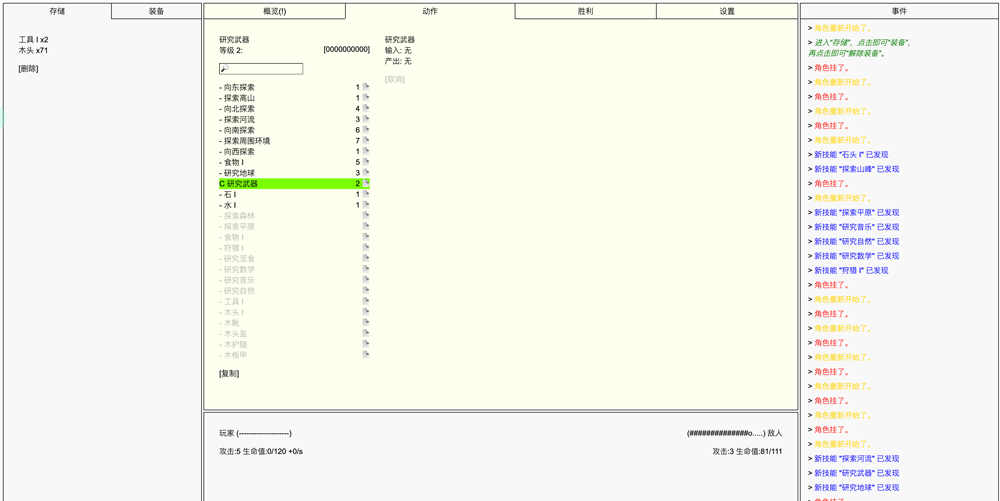 存储
装备
工具 I x2
木头 x71
[删除]
概览(!)
动作
胜利
设置
研究武器
等级 2:
[0000000000]
- 向东探索 1
- 探索高山 1
- 向北探索 4
- 探索河流 3
- 向南探索 6
- 探索周围环境 7
- 向西探索 1
- 食物 I 5
- 研究地球 3
C 研究武器 2
- 石 I 1
- 水 I 1
- 探索森林
- 探索平原
- 食物 I
- 狩猎 I
- 研究觅食
- 研究数学
- 研究音乐
- 研究自然
- 工具 I
- 木头 I
- 木靴
- 木头盔
- 木护腿
- 木板甲
[复制]
研究武器
输入: 无
产出: 无
[取消]
玩家 (--------------------)
攻击:5 生命值:0/120 +0/s
(##############o.....) 敌人
攻击:3 生命值:81/111
事件
> 角色重新开始了。
> 进入"存储"，点击即可"装备"，
再点击即可"解除装备"。
> 角色挂了。
> 角色重新开始了。
> 角色挂了。
> 角色重新开始了。
> 角色挂了。
> 角色重新开始了。
> 新技能 "石头 I" 已发现
> 新技能 "探索山峰" 已发现
> 角色挂了。
> 角色重新开始了。
> 新技能 "探索平原" 已发现
> 新技能 "研究音乐" 已发现
> 新技能 "研究自然" 已发现
> 新技能 "研究数学" 已发现
> 新技能 "狩猎 I" 已发现
> 角色挂了。
> 角色重新开始了。
> 角色挂了。
> 角色重新开始了。
> 角色挂了。
> 角色重新开始了。
> 角色挂了。
> 角色重新开始了。
> 角色挂了。
> 角色重新开始了。
> 角色挂了。
> 角色重新开始了。
> 新技能 "探索河流" 已发现
> 新技能 "研究武器" 已发现
> 新技能 "研究地球" 已发现